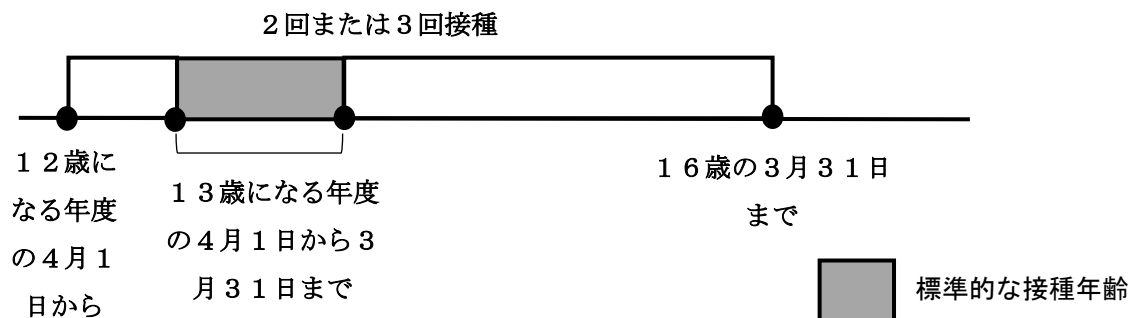 ２回または３回接種
１２歳に
なる年度
の４月１
日から
１３歳になる年度
の４月１日から３
月３１日まで
１６歳の３月３１日
まで
標準的な接種年齢